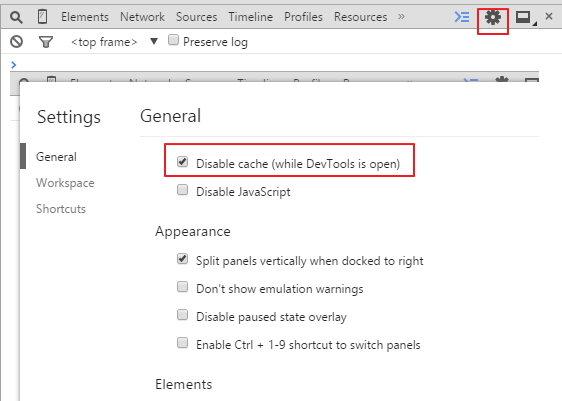 Elements Network Sources Timeline Profiles Resources »
<top frame> ▼ Preserve log
>
Settings
General
General
Workspace
Shortcuts
Disable cache (while DevTools is open)
Disable JavaScript
Appearance
Split panels vertically when docked to right
Don't show emulation warnings
Disable paused state overlay
Enable Ctrl + 1-9 shortcut to switch panels
Elements